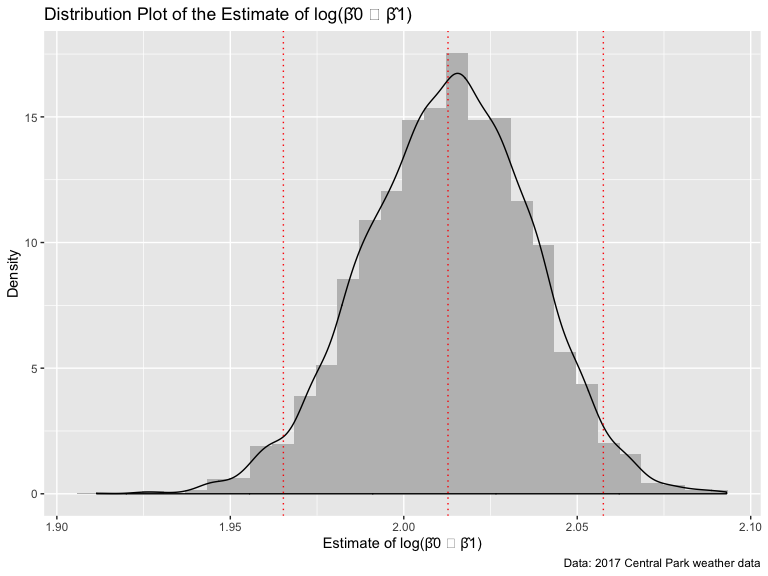 Distribution Plot of the Estimate of log(β̂0 □ β̂1)
15
10
5
0
Density
1.90 1.95 2.00 2.05 2.10
Estimate of log(β̂0 □ β̂1)
Data: 2017 Central Park weather data